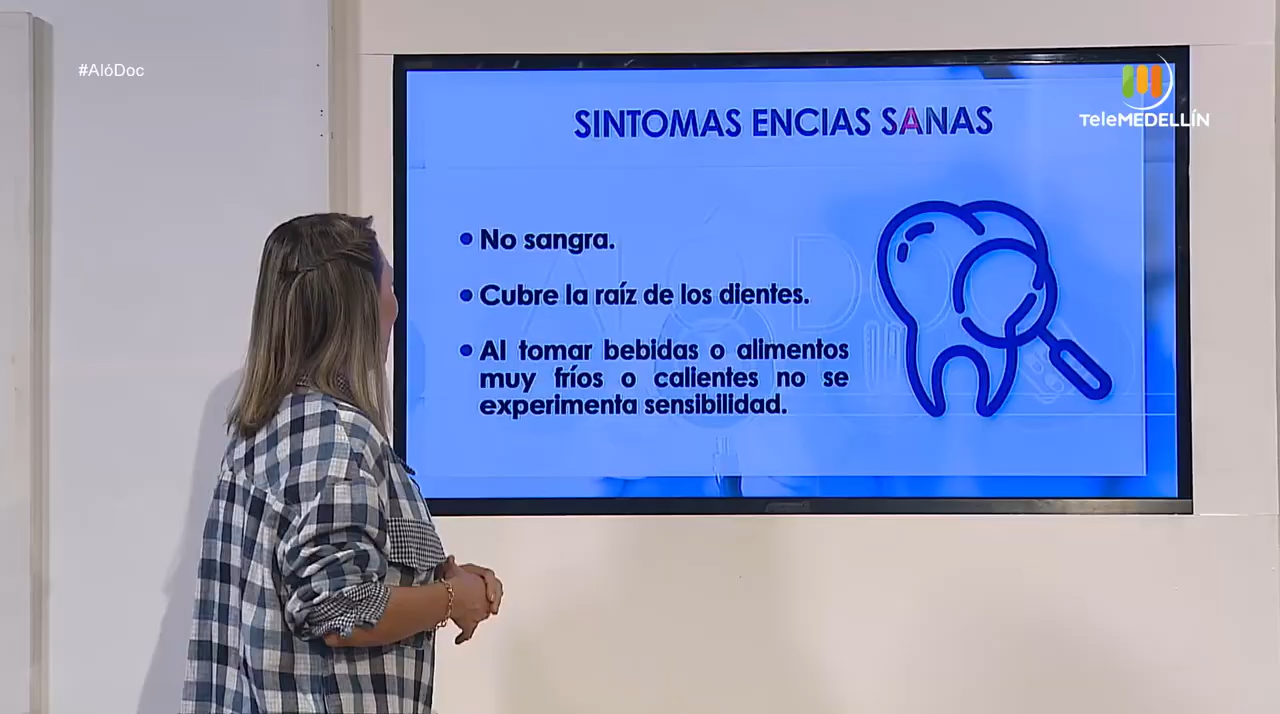 #AlóDoc
TeleMEDELLÍN
SINTOMAS ENCIAS SANAS
• No sangra.
• Cubre la raíz de los dientes.
• Al tomar bebidas o alimentos
muy fríos o calientes no se
experimenta sensibilidad.